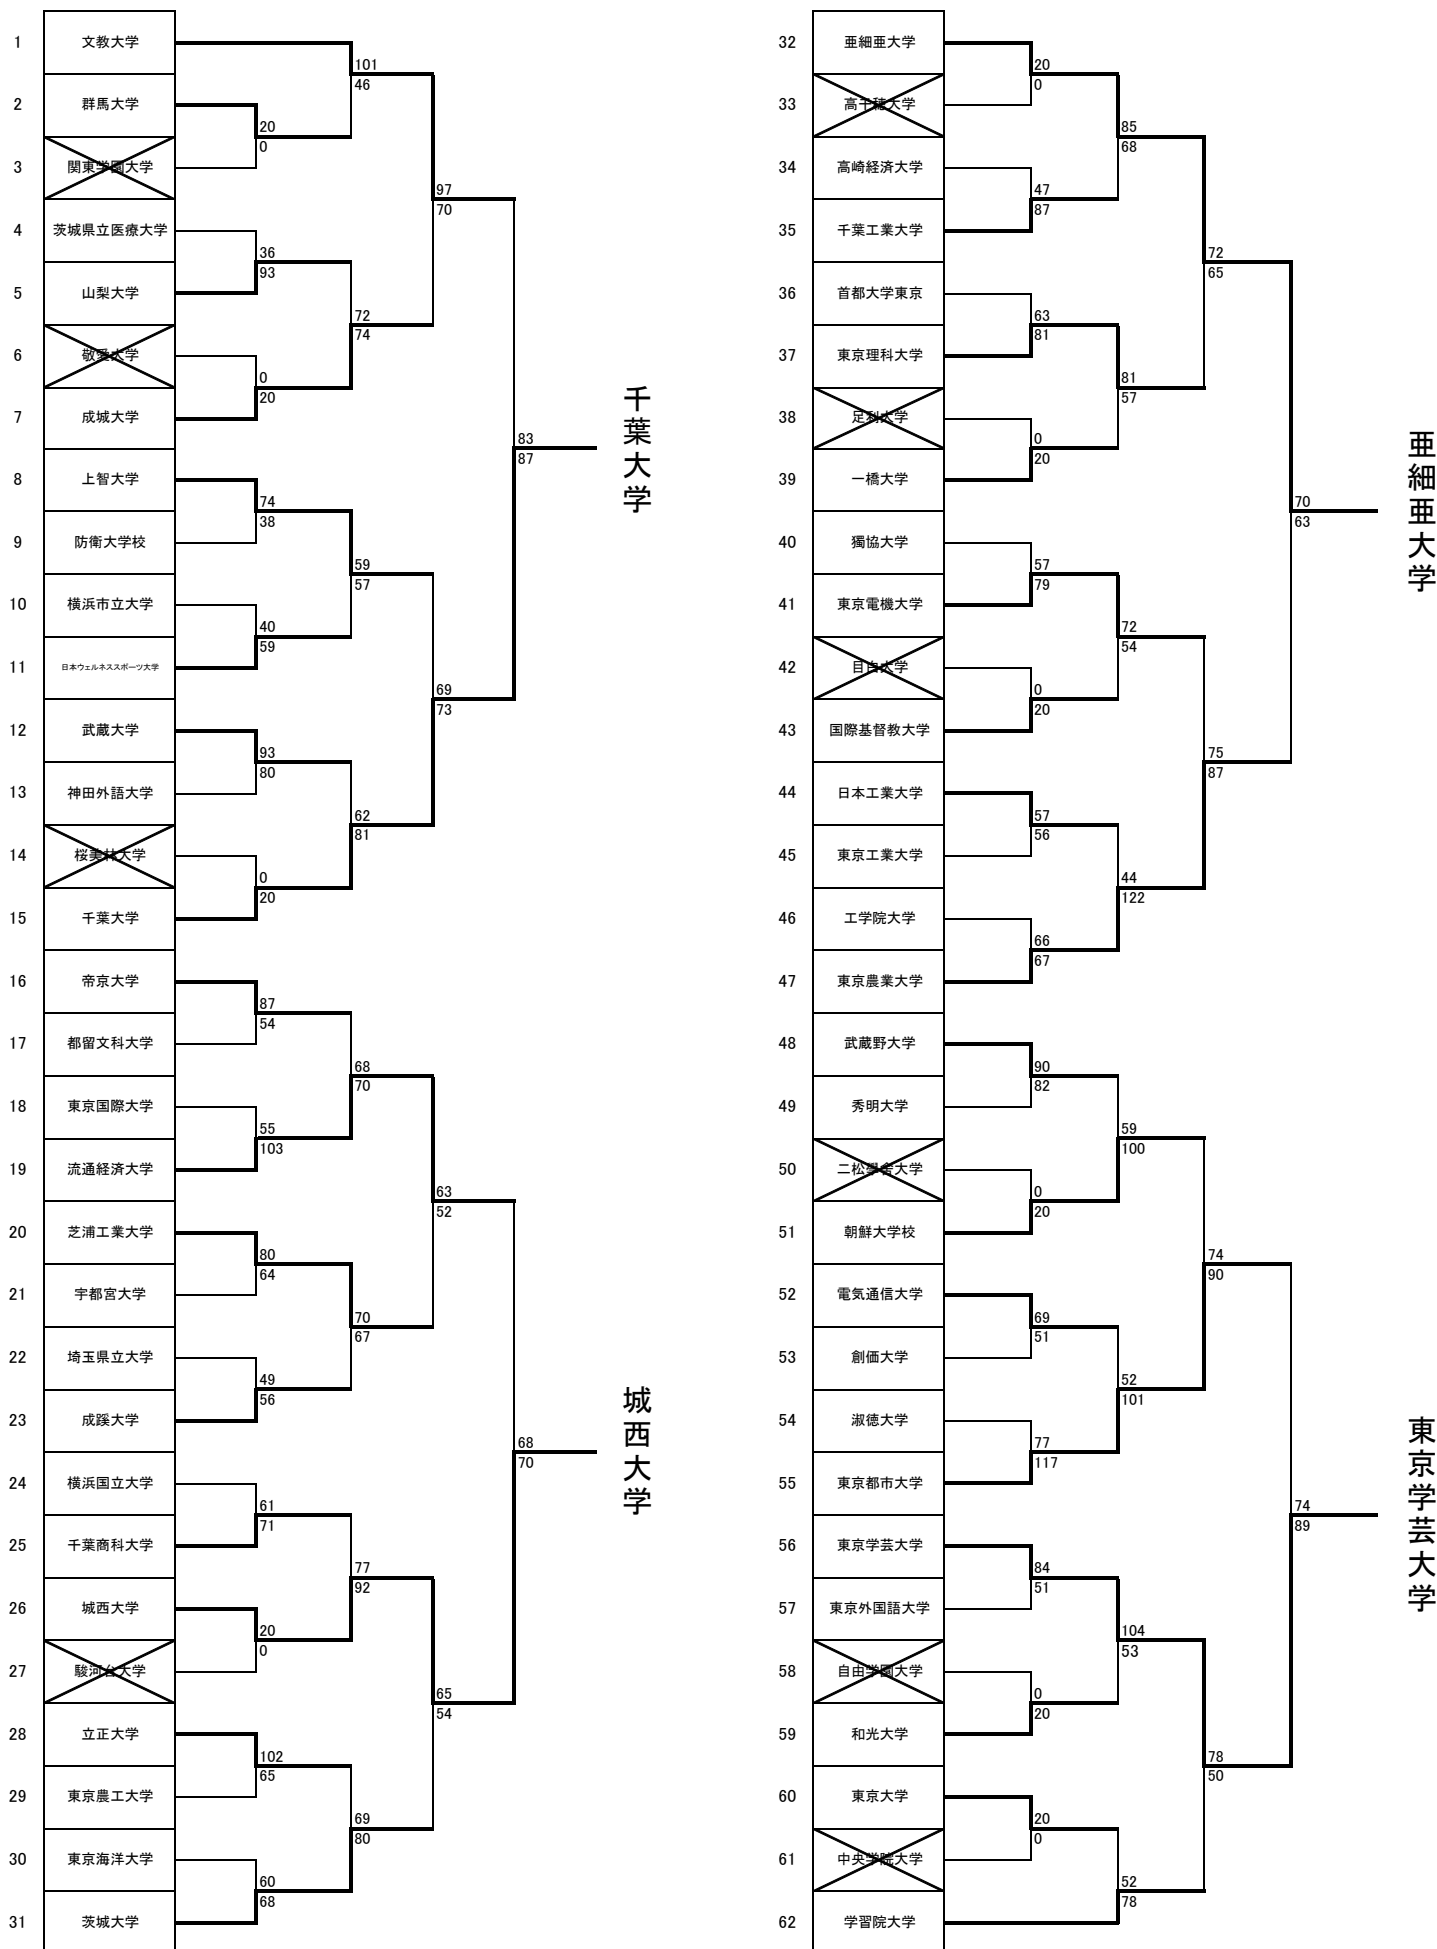 1 文教大学
101
46
2 群馬大学
20
0
3 関東学園大学
97
70
4 茨城県立医療大学
36
93
5 山梨大学
72
74
6 敬愛大学
0
20
7 成城大学
千葉大学
83
87
8 上智大学
74
38
9 防衛大学校
59
57
10 横浜市立大学
40
59
11 日本ウェルネススポーツ大学
69
73
12 武蔵大学
93
80
13 神田外語大学
62
81
14 桜美林大学
0
20
15 千葉大学
16 帝京大学
87
54
17 都留文科大学
68
70
18 東京国際大学
55
103
19 流通経済大学
63
52
20 芝浦工業大学
80
64
21 宇都宮大学
70
67
22 埼玉県立大学
49
56
23 成蹊大学
城西大学
68
70
24 横浜国立大学
61
71
25 千葉商科大学
77
92
26 城西大学
20
0
27 駿河台大学
65
54
28 立正大学
102
65
29 東京農工大学
69
80
30 東京海洋大学
60
68
31 茨城大学
32 亜細亜大学
20
0
33 高千穂大学
85
68
34 高崎経済大学
47
87
35 千葉工業大学
72
65
36 首都大学東京
63
81
37 東京理科大学
81
57
38 足利大学
0
20
39 一橋大学
亜細亜大学
70
63
40 獨協大学
57
79
41 東京電機大学
72
54
42 目白大学
0
20
43 国際基督教大学
75
87
44 日本工業大学
57
56
45 東京工業大学
44
122
46 工学院大学
66
67
47 東京農業大学
48 武蔵野大学
90
82
49 秀明大学
59
100
50 二松學舎大学
0
20
51 朝鮮大学校
74
90
52 電気通信大学
69
51
53 創価大学
52
101
54 淑徳大学
77
117
55 東京都市大学
東京学芸大学
74
89
56 東京学芸大学
84
51
57 東京外国語大学
104
53
58 自由学園大学
0
20
59 和光大学
78
50
60 東京大学
20
0
61 中央学院大学
52
78
62 学習院大学